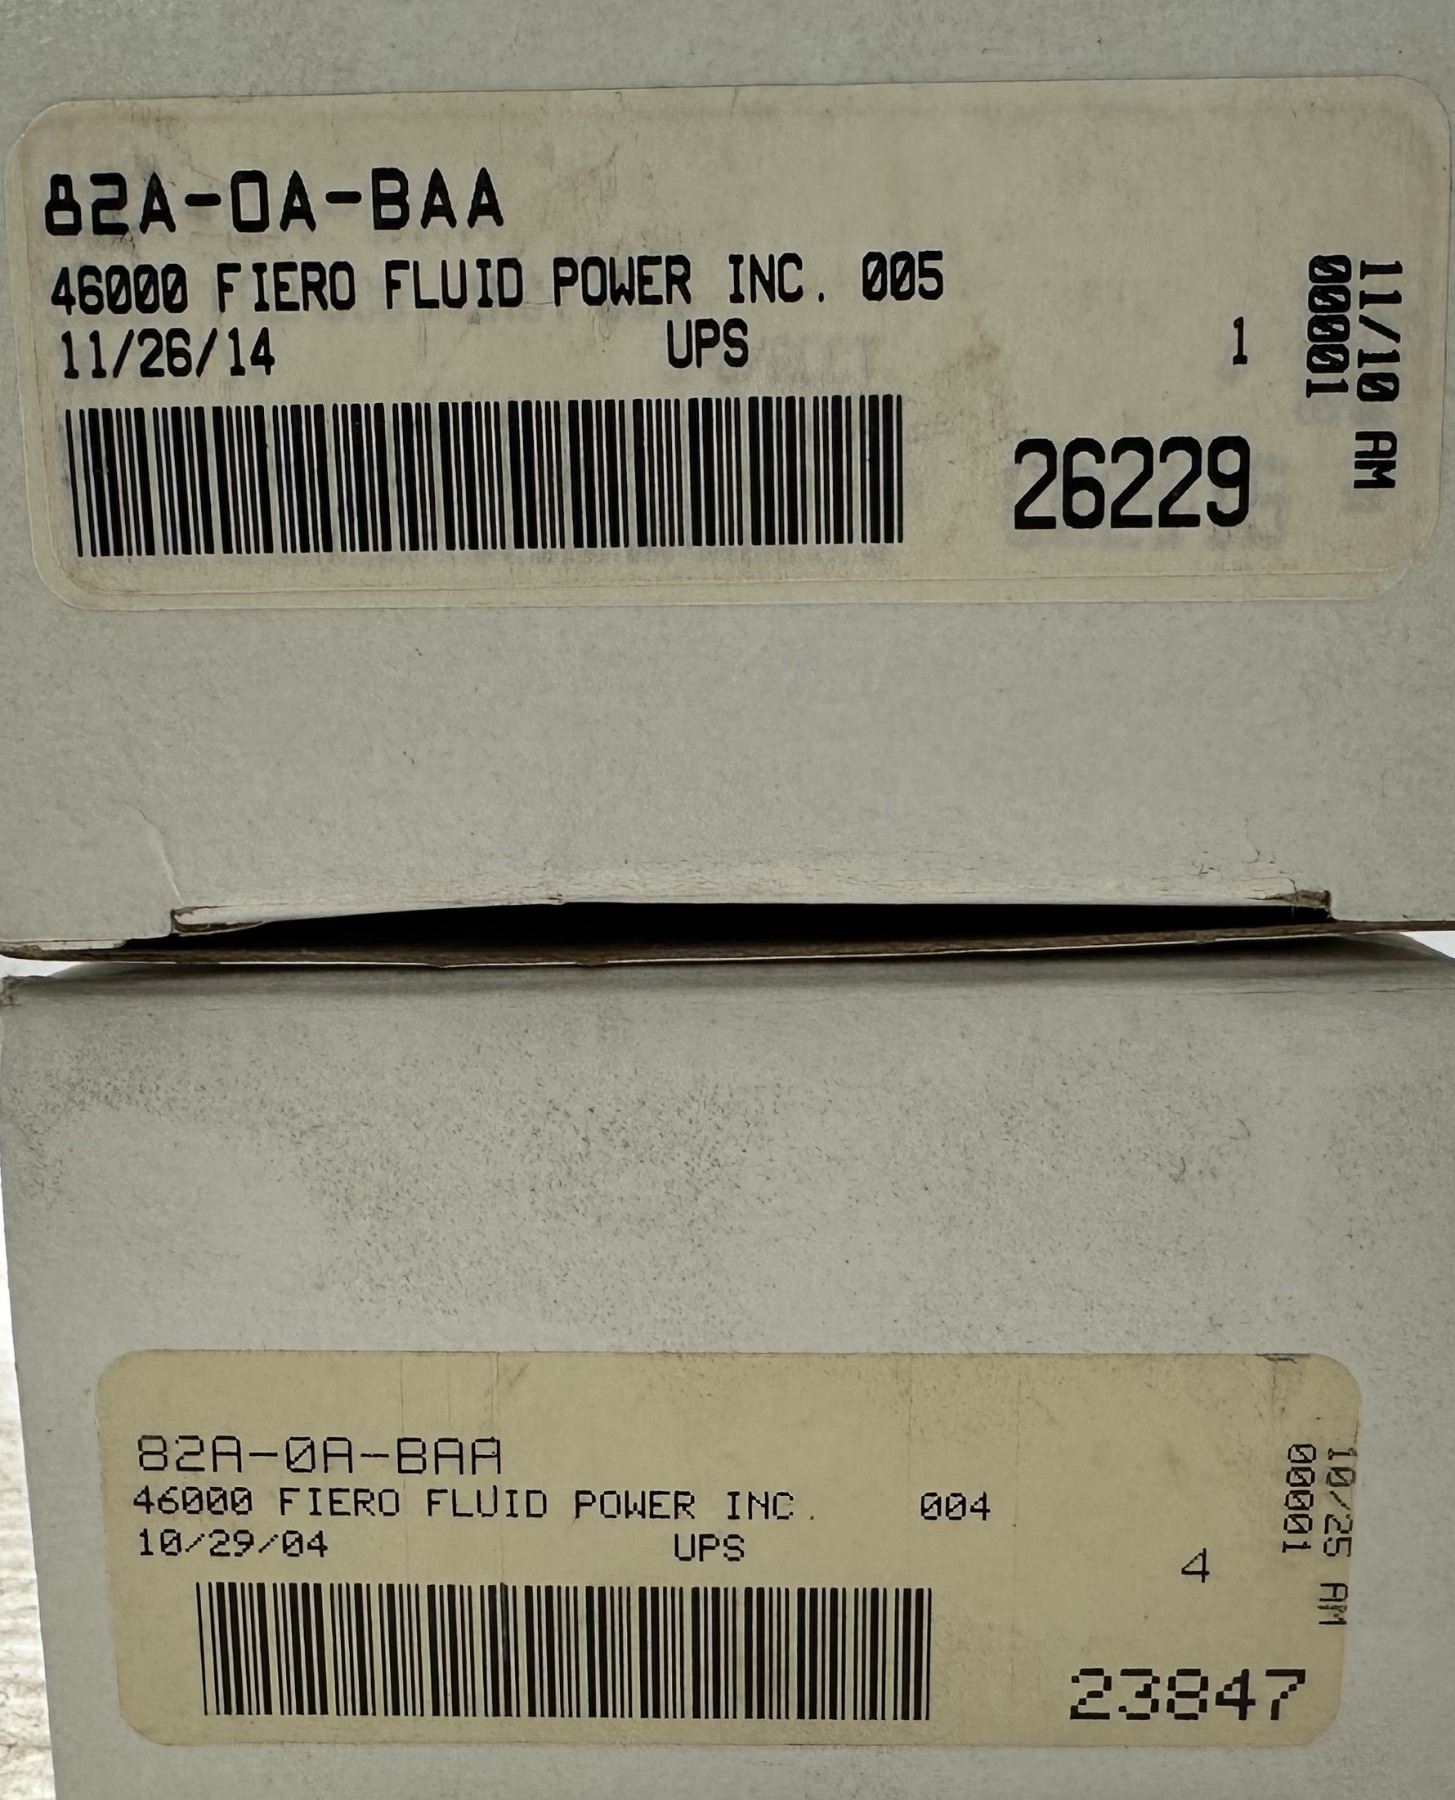 82A-0A-BAA
46000 FIERO FLUID POWER INC. 005
11/26/14 UPS 1
26229
11/10 AM
00001
82A-0A-BAA
46000 FIERO FLUID POWER INC. 004
10/29/04 UPS
4
23847
10/25 AM
00001